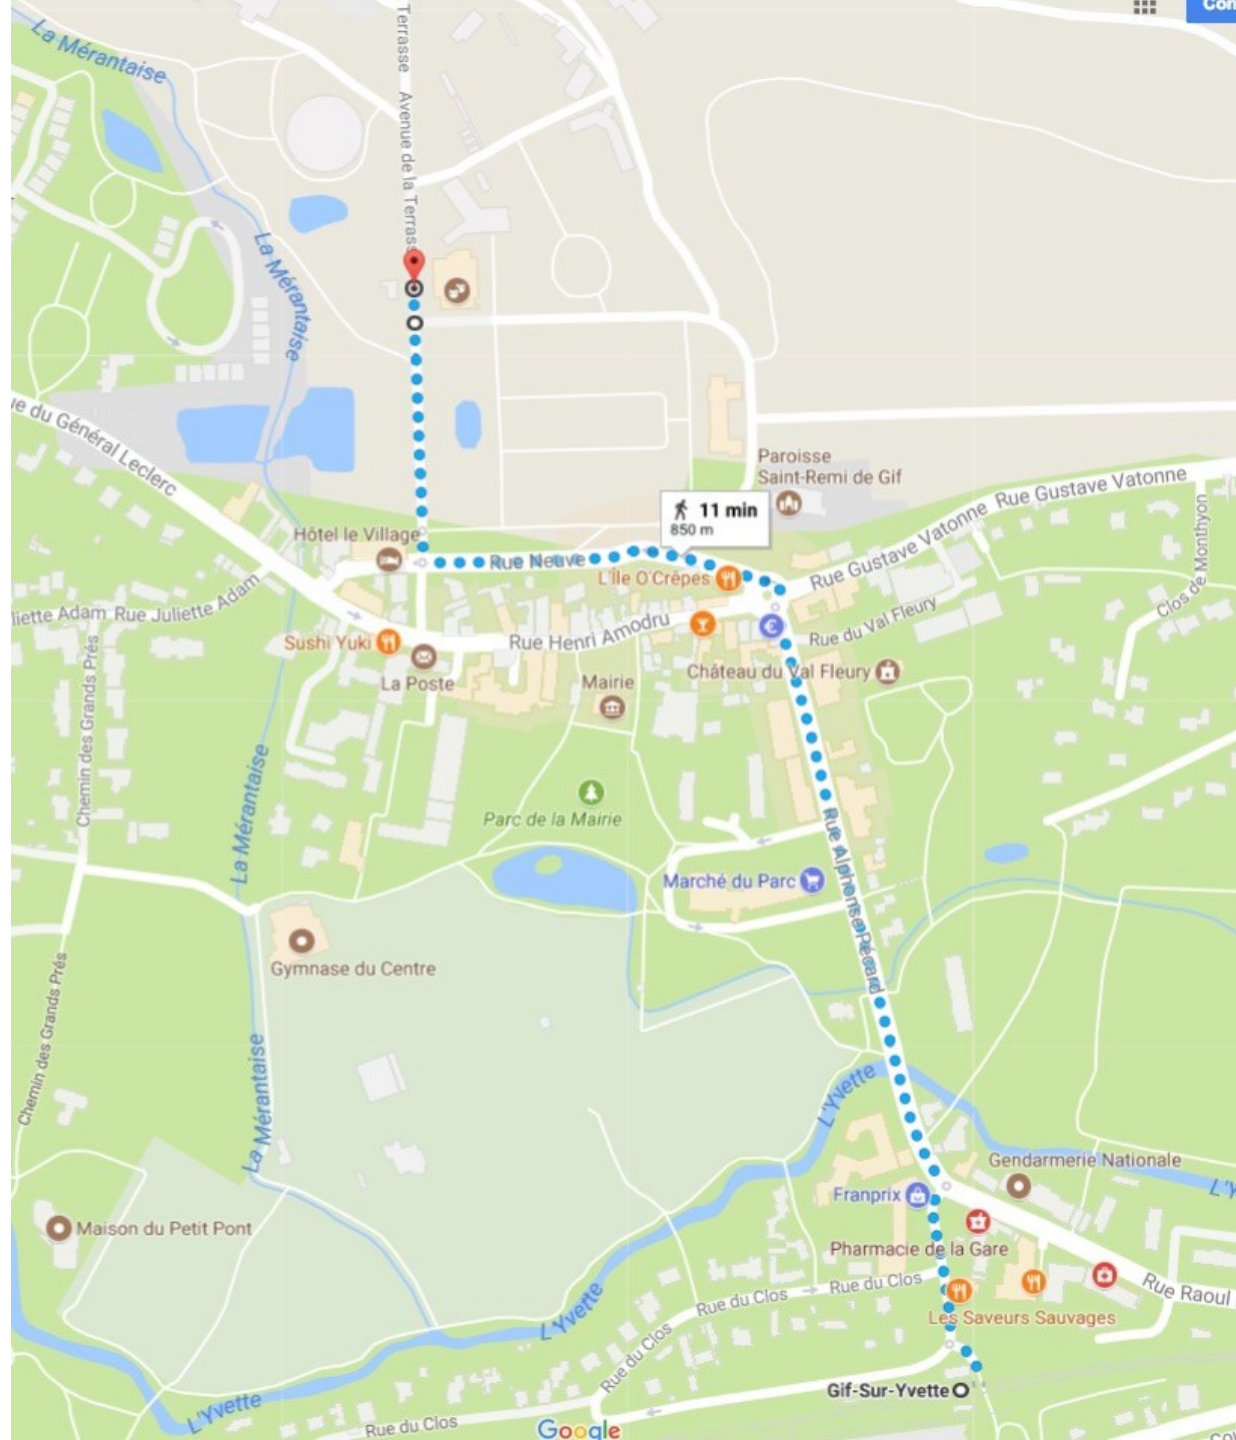 Con
Terrasse
Avenue de la Terrass
La Mérantaise
La Mérantaise
ue du Général Leclerc
Paroisse
Saint-Remi de Gif
Rue Gustave Vatonne
11 min
850 m
Rue Gustave Vatonne
Clos de Monthyon
Hôtel le Village
Rue Neuve
L'Île O'Crêpes
liette Adam
Rue Juliette Adam
Rue Henri Amodru
€
Rue du Val Fleury
Sushi Yuki
La Poste
Mairie
Château du Val Fleury
Chemin des Grands Prés
La Mérantaise
Parc de la Mairie
Rue Alphonse Pécard
Marché du Parc
Gymnase du Centre
Chemin des Grands Prés
La Mérantaise
L'Yvette
Gendarmerie Nationale
L'Y
Franprix
Maison du Petit Pont
Pharmacie de la Gare
Rue du Clos
Rue du Clos
Rue Raoul
Les Saveurs Sauvages
L'Yvette
Rue du Clos
Gif-Sur-Yvette
L'Yvette
Rue du Clos
Google